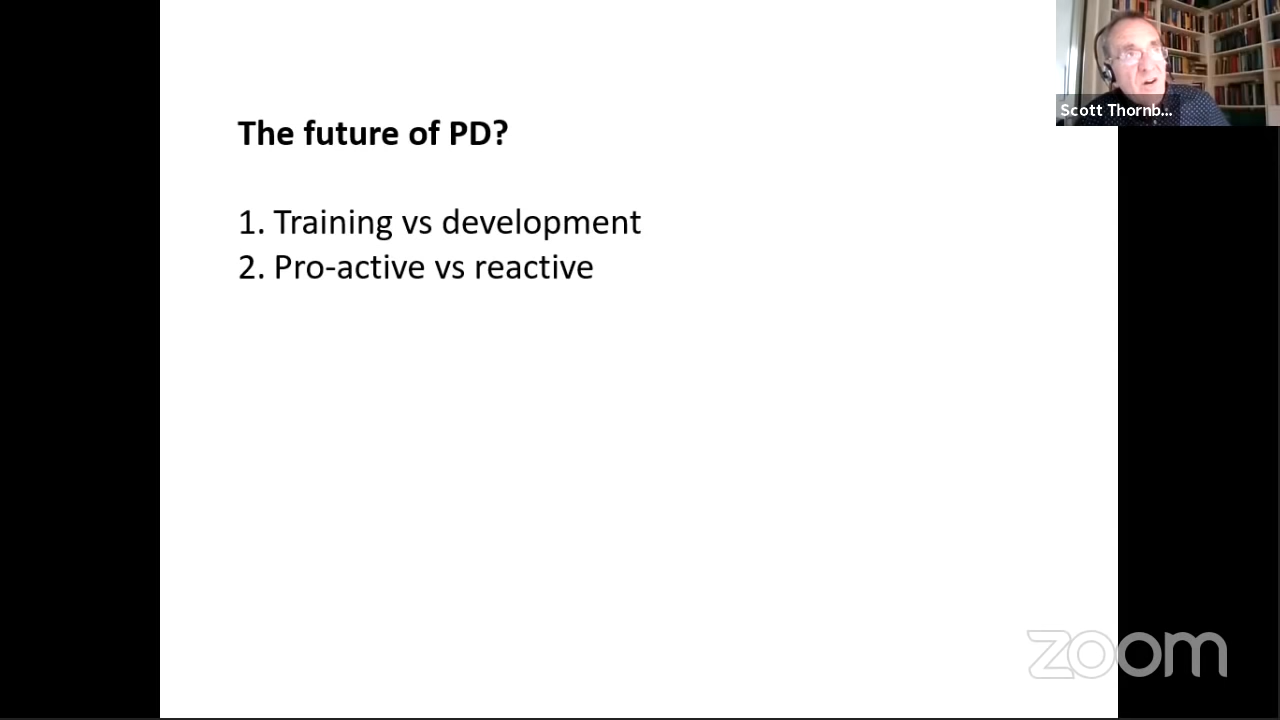 The future of PD?
1. Training vs development
2. Pro-active vs reactive
Scott Thornb...
zoom